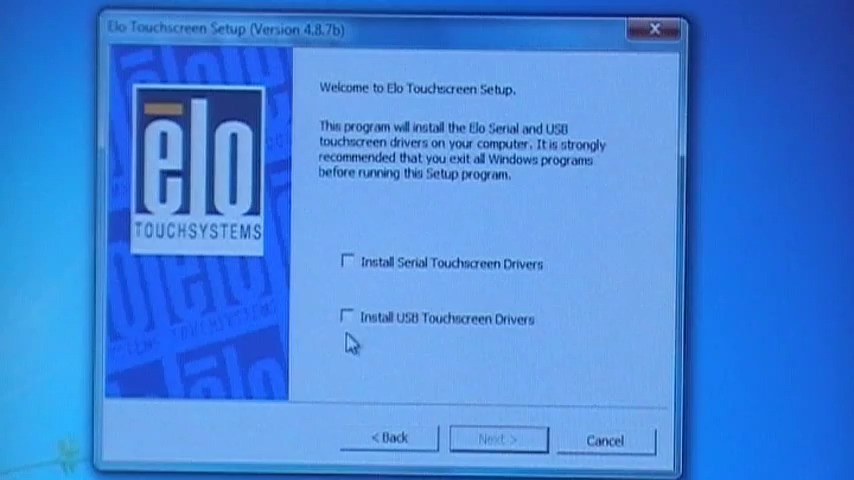 Elo Touchscreen Setup (Version 4.8.7b)
Welcome to Elo Touchscreen Setup.
This program will install the Elo Serial and USB
touchscreen drivers on your computer. It is strongly
recommended that you exit all Windows programs
before running this Setup program.
elo
TOUCHSYSTEMS
Install Serial Touchscreen Drivers
Install USB Touchscreen Drivers
< Back
Next >
Cancel